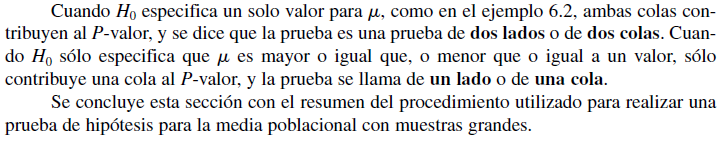 Cuando H₀ especifica un solo valor para μ, como en el ejemplo 6.2, ambas colas con-
tribuyen al P-valor, y se dice que la prueba es una prueba de dos lados o de dos colas. Cuan-
do H₀ sólo especifica que μ es mayor o igual que, o menor que o igual a un valor, sólo
contribuye una cola al P-valor, y la prueba se llama de un lado o de una cola.
Se concluye esta sección con el resumen del procedimiento utilizado para realizar una
prueba de hipótesis para la media poblacional con muestras grandes.